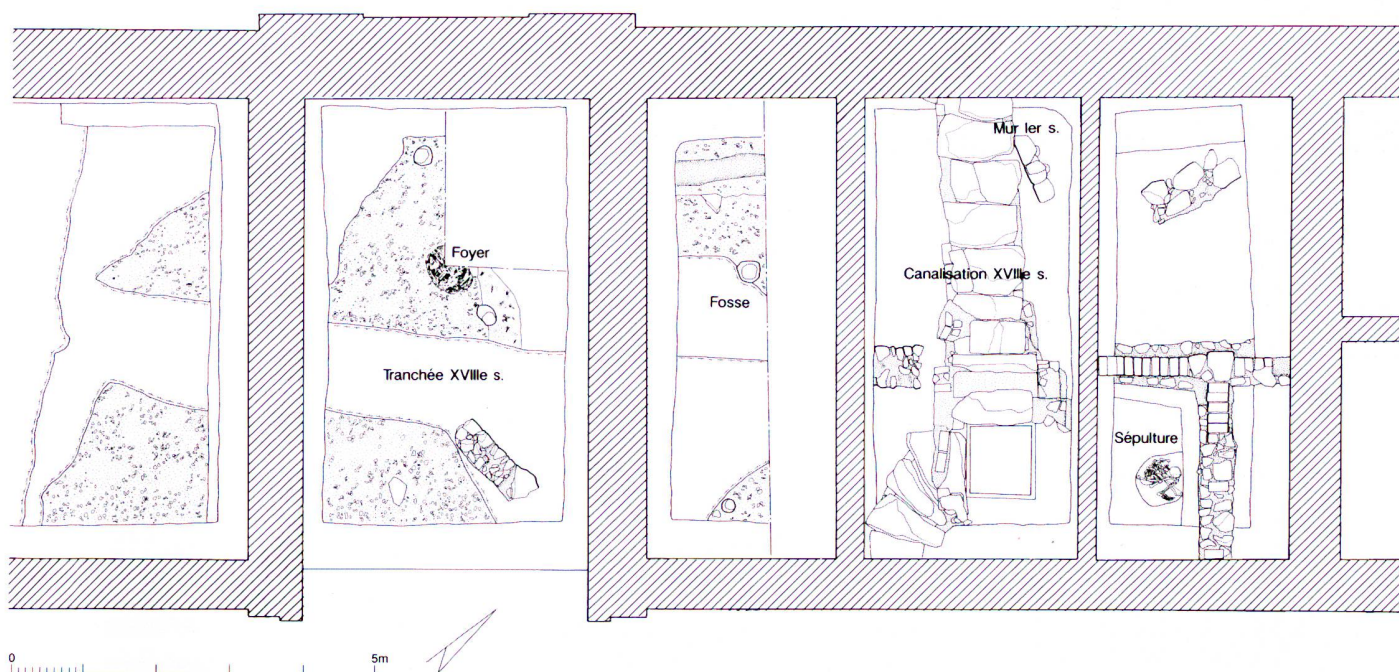 Mur Ier s.
Foyer
Canalisation XVIIIe s.
Fosse
Tranchée XVIIIe s.
Sépulture
0
5m